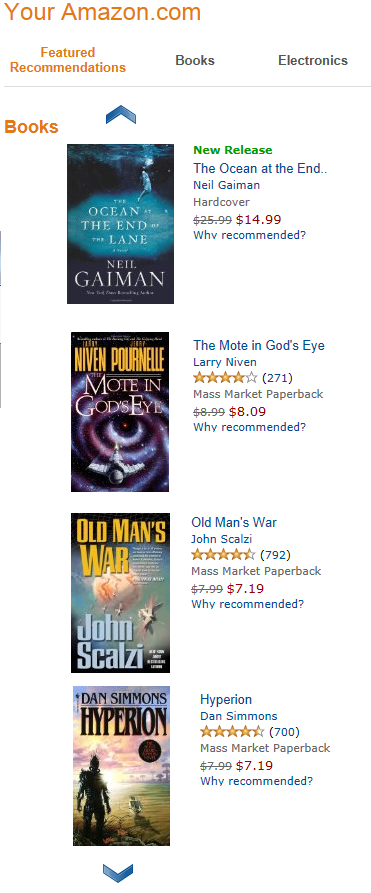 Your Amazon.com
Featured
Recommendations
Books
Electronics
Books
THE
OCEAN AT
THE END OF
THE LANE
NEIL
GAIMAN
New Release
The Ocean at the End..
Neil Gaiman
Hardcover
$25.99 $14.99
Why recommended?
LARRY JERRY
NIVEN POURNELLE
THE
MOTE IN
GOD'S EYE
The Mote in God's Eye
Larry Niven
(271)
Mass Market Paperback
$8.99 $8.09
Why recommended?
OLD MAN'S
WAR
John
Scalzi
Old Man's War
John Scalzi
(792)
Mass Market Paperback
$7.99 $7.19
Why recommended?
DAN SIMMONS
HYPERION
Hyperion
Dan Simmons
(700)
Mass Market Paperback
$7.99 $7.19
Why recommended?